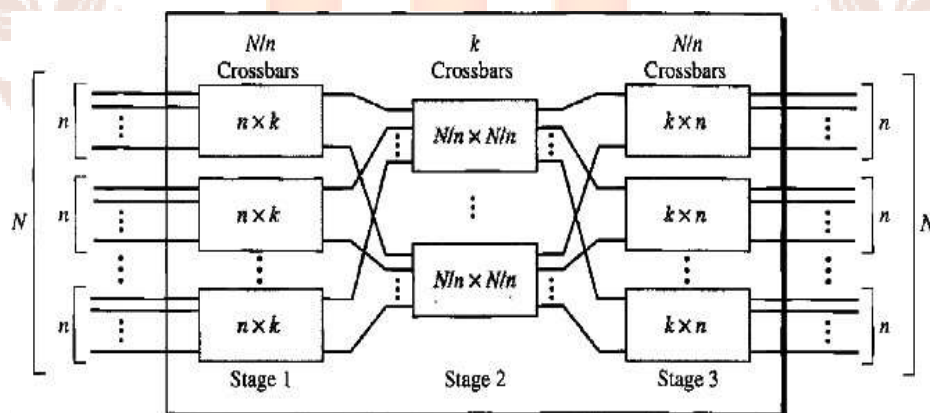 N/n
Crossbars
k
Crossbars
N/n
Crossbars
N
n
n × k
N/n × N/n
k × n
n
n
n × k
k × n
n
N/n × N/n
n
n × k
k × n
n
N
Stage 1
Stage 2
Stage 3